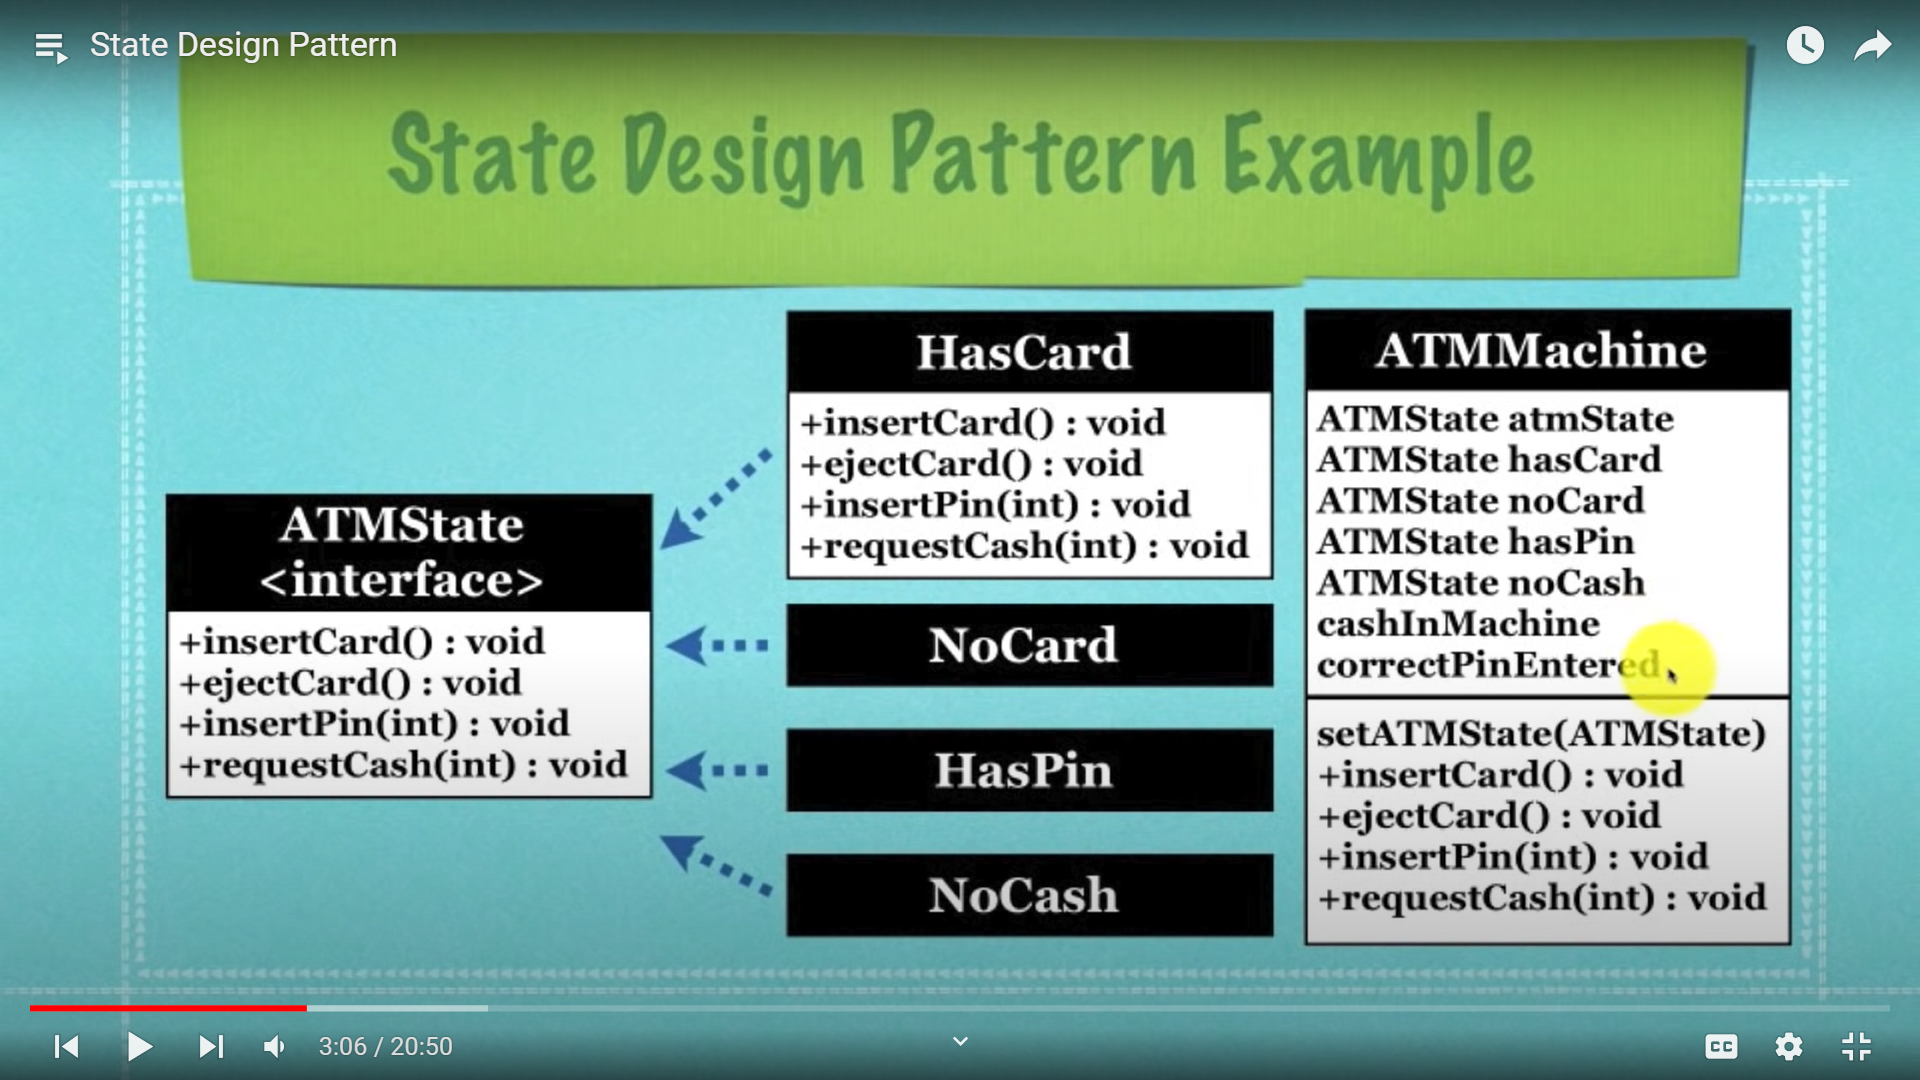 State Design Pattern
State Design Pattern Example
ATMState
<interface>
+insertCard() : void
+ejectCard() : void
+insertPin(int) : void
+requestCash(int) : void
HasCard
+insertCard() : void
+ejectCard() : void
+insertPin(int) : void
+requestCash(int) : void
NoCard
HasPin
NoCash
ATMMachine
ATMState atmState
ATMState hasCard
ATMState noCard
ATMState hasPin
ATMState noCash
cashInMachine
correctPinEntered
setATMState(ATMState)
+insertCard() : void
+ejectCard() : void
+insertPin(int) : void
+requestCash(int) : void
3:06 / 20:50
CC